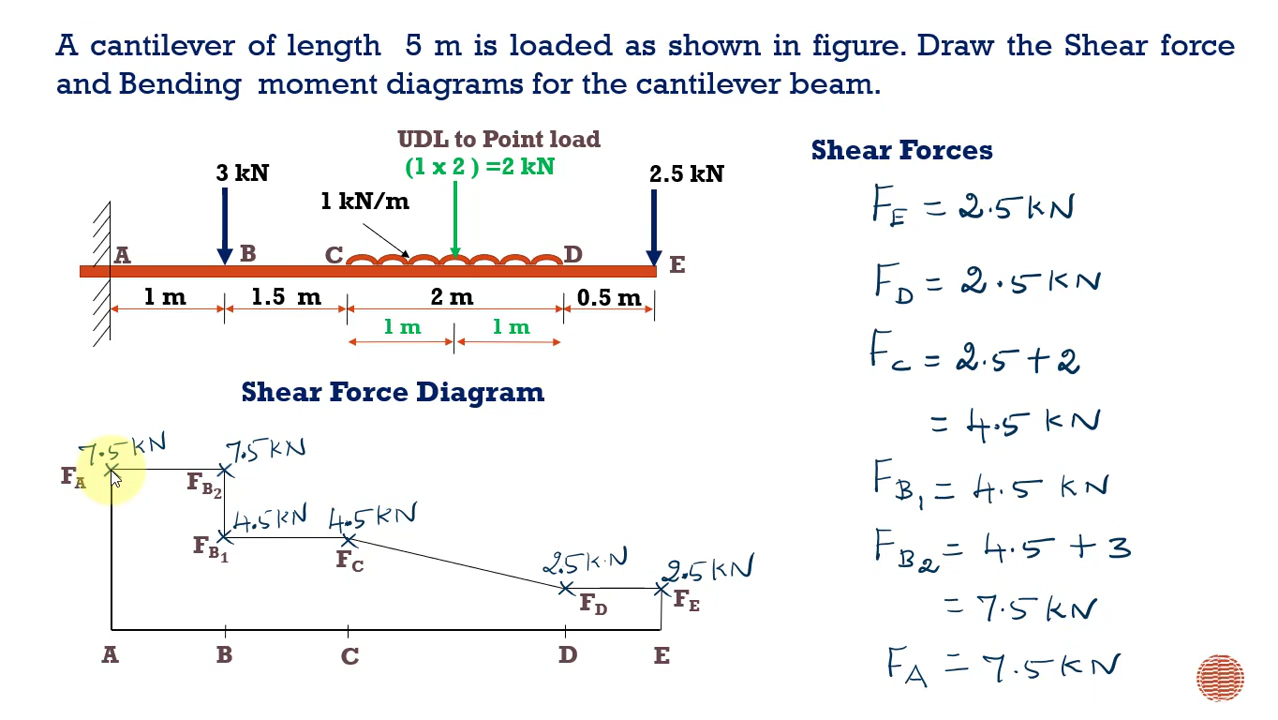 A cantilever of length 5 m is loaded as shown in figure. Draw the Shear force
and Bending moment diagrams for the cantilever beam.
UDL to Point load
(1 x 2 ) =2 kN
3 kN
2.5 kN
1 kN/m
A
B
C
D
E
1 m
1.5 m
2 m
0.5 m
1 m
1 m
Shear Force Diagram
7.5 KN
7.5 KN
FA
FB2
4.5 KN
4.5 KN
FB1
FC
2.5 KN
2.5 KN
FD
FE
A
B
C
D
E
Shear Forces
FE = 2.5 KN
FD = 2.5 KN
FC = 2.5 + 2
= 4.5 KN
FB1 = 4.5 KN
FB2 = 4.5 + 3
= 7.5 KN
FA = 7.5 KN